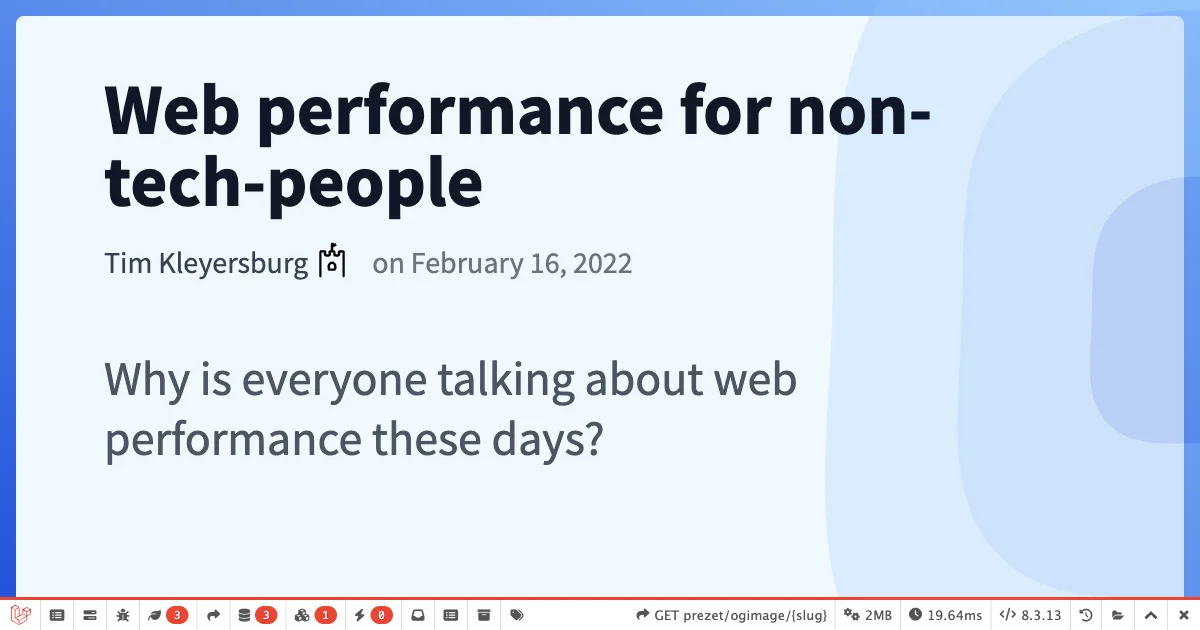 Web performance for non-
tech-people
Tim Kleyersburg on February 16, 2022
Why is everyone talking about web
performance these days?
3 3 1 0 GET prezet/ogimage/{slug} 2MB 19.64ms 8.3.13